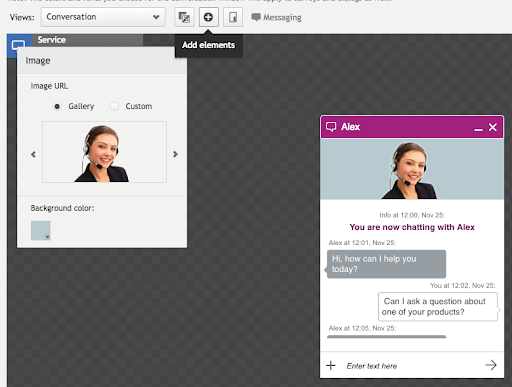 Views: Conversation Messaging
Service
Add elements
Image
Image URL
Gallery Custom
Background color:
Alex
Info at 12:00, Nov 25:
You are now chatting with Alex
Alex at 12:01, Nov 25:
Hi, how can I help you
today?
You at 12:02, Nov 25:
Can I ask a question about
one of your products?
Alex at 12:05, Nov 25:
Enter text here